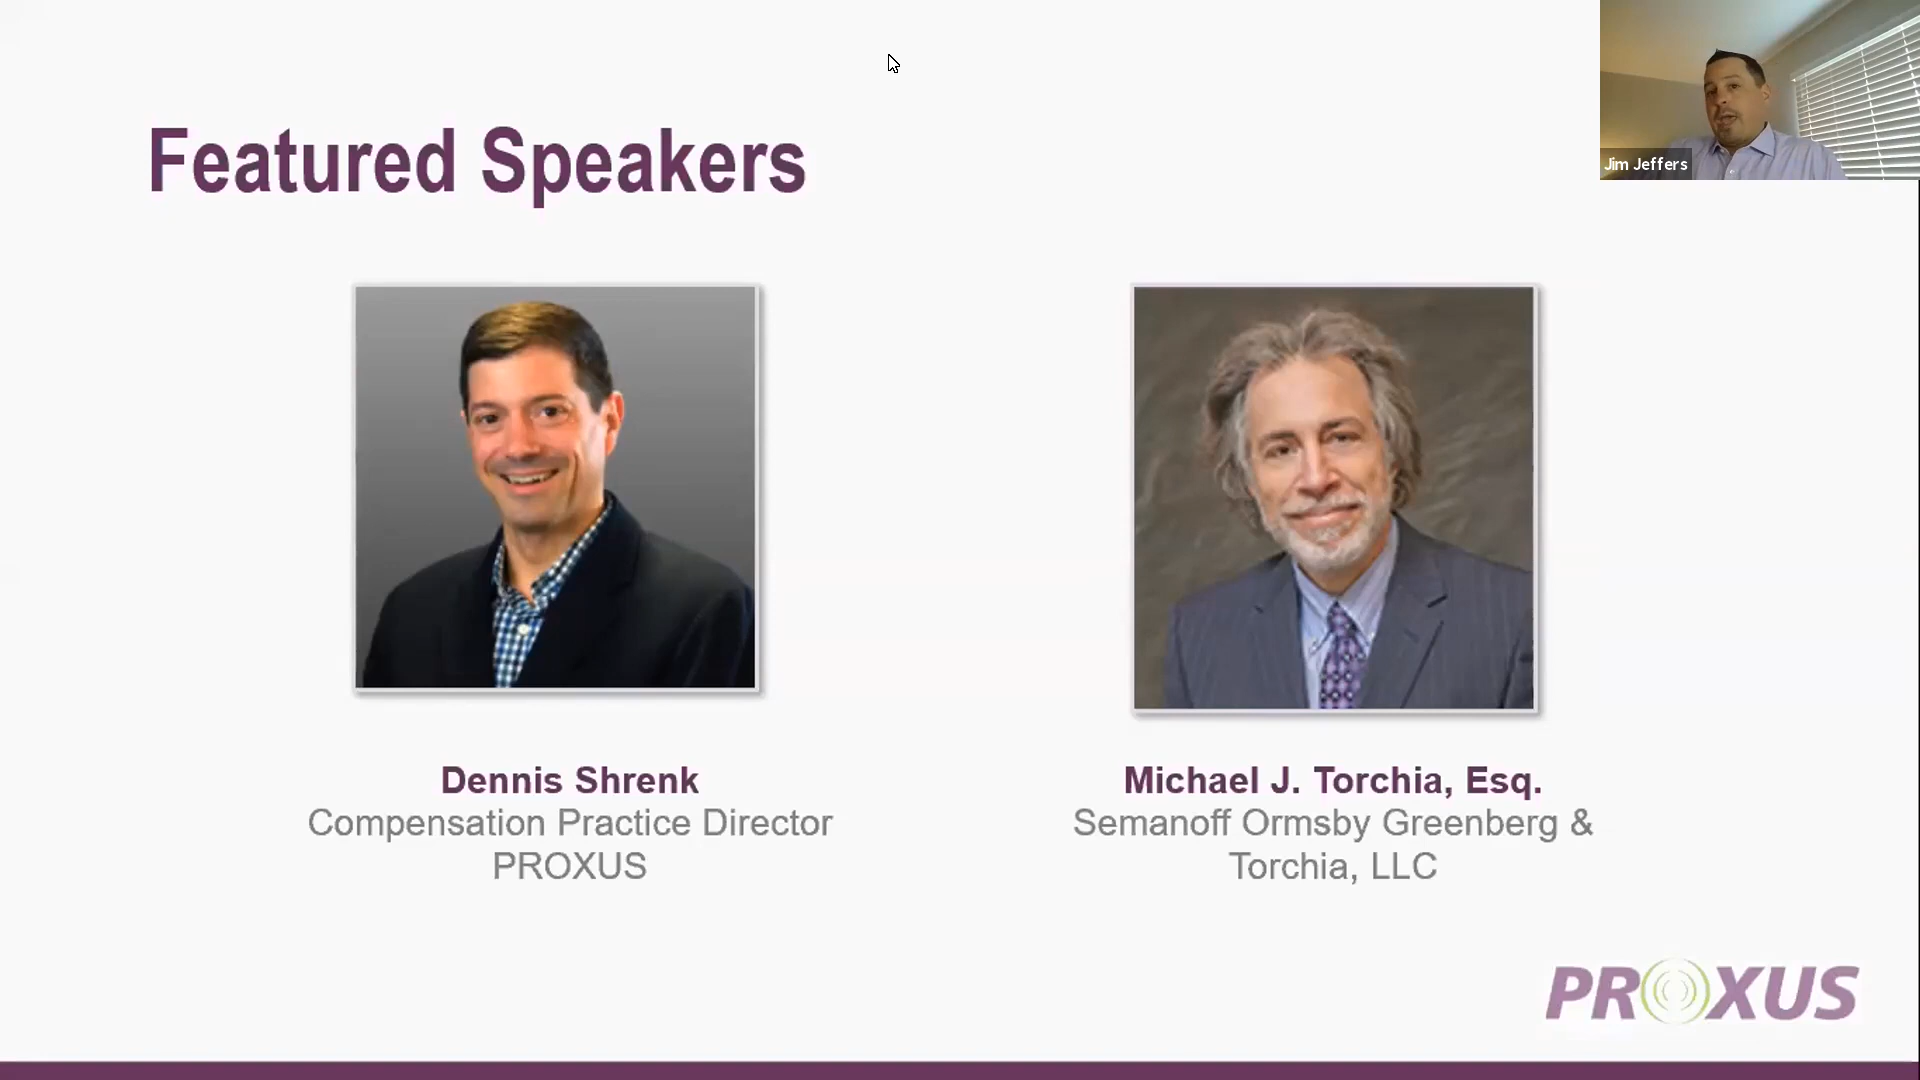 Jim Jeffers
Featured Speakers
Dennis Shrenk
Compensation Practice Director
PROXUS
Michael J. Torchia, Esq.
Semanoff Ormsby Greenberg &
Torchia, LLC
PROXUS